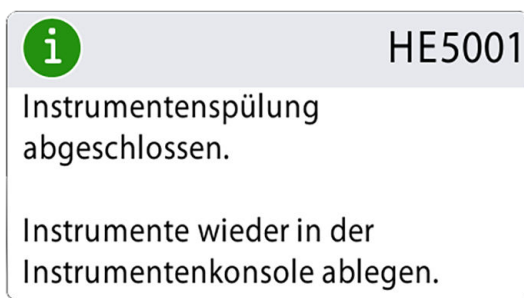 i HE5001
Instrumentenspülung
abgeschlossen.
Instrumente wieder in der
Instrumentenkonsole ablegen.